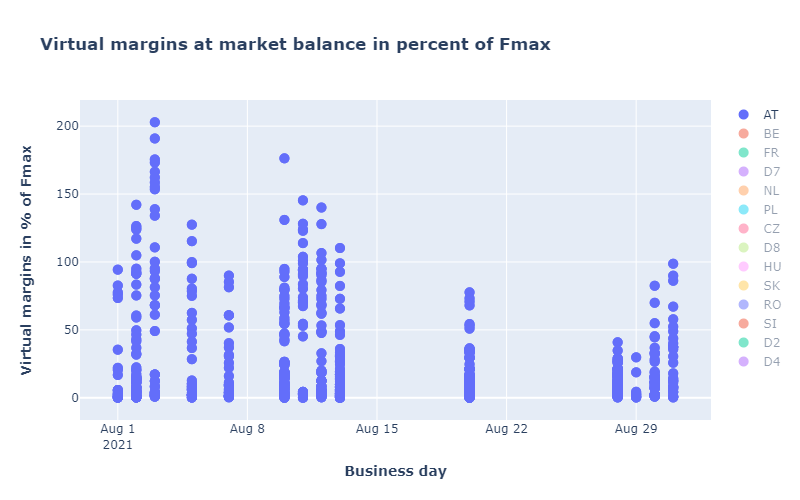 Virtual margins at market balance in percent of Fmax
Virtual margins in % of Fmax
200
150
100
50
0
Aug 1
2021
Aug 8
Aug 15
Aug 22
Aug 29
Business day
AT
BE
FR
D7
NL
PL
CZ
D8
HU
SK
RO
SI
D2
D4